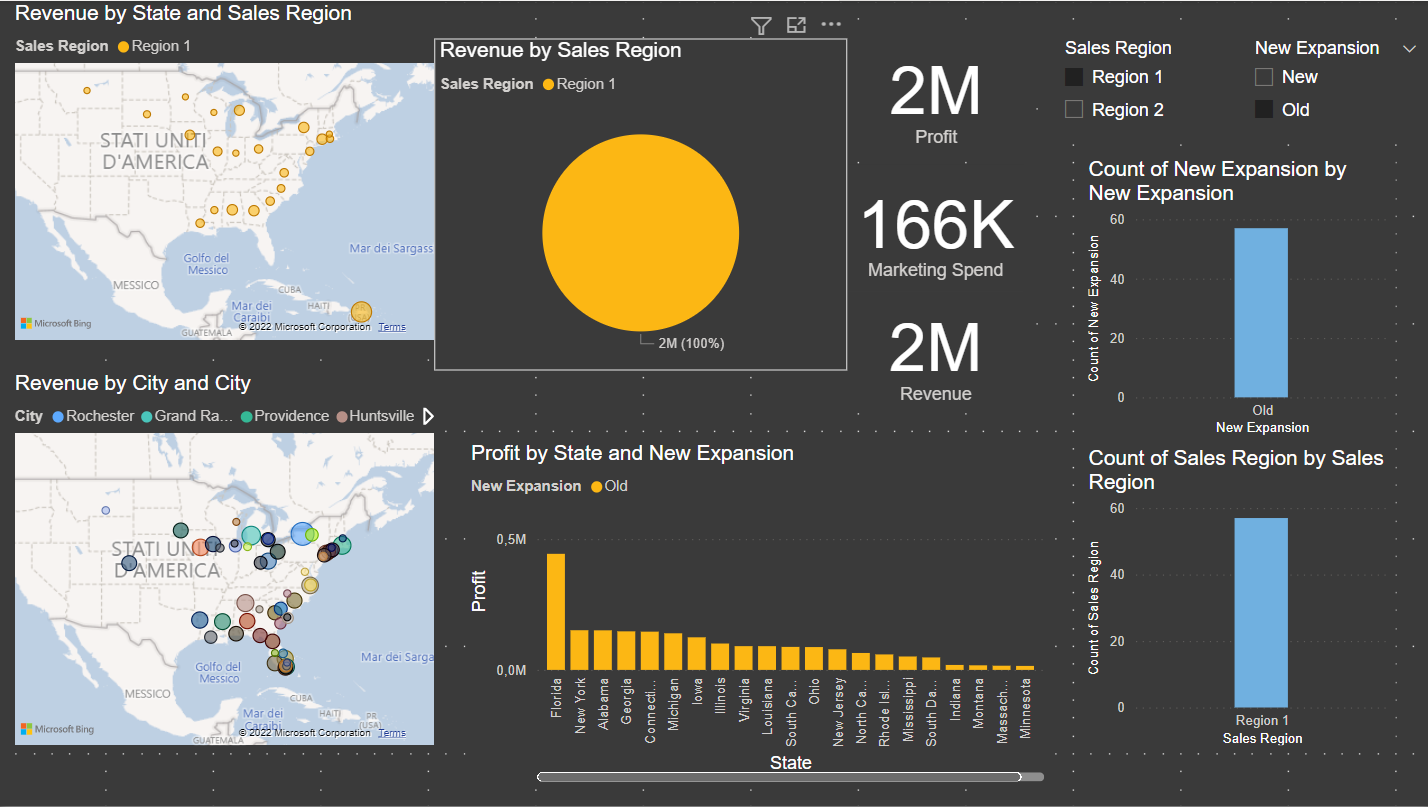 Revenue by State and Sales Region
Sales Region Region 1
STATI UNITI
D'AMERICA
Mar dei Sargass
Golfo del
Messico
MESSICO
CUBA
HAITI
Mar dei
Caraibi
GUATEMALA
Microsoft Bing
© 2022 Microsoft Corporation Terms
Revenue by City and City
City Rochester Grand Ra... Providence Huntsville
STATI UNITI
D'AMERICA
Mar dei Sarga
Golfo del
Messico
MESSICO
CUBA
HAITI
PR
(USA)
Mar dei
Caraibi
GUATEMALA
Microsoft Bing
© 2022 Microsoft Corporation Terms
Revenue by Sales Region
Sales Region Region 1
2M (100%)
2M
Profit
166K
Marketing Spend
2M
Revenue
Profit by State and New Expansion
New Expansion Old
Profit
0,5M
0,0M
Florida
New York
Alabama
Georgia
Connecti...
Michigan
Iowa
Illinois
Virginia
Louisiana
South Ca...
Ohio
New Jersey
North Ca...
Rhode Isl...
Mississippi
South Da...
Indiana
Montana
Massach...
Minnesota
State
Sales Region
Region 1
Region 2
New Expansion
New
Old
Count of New Expansion by
New Expansion
Count of New Expansion
60
40
20
0
Old
New Expansion
Count of Sales Region by Sales
Region
Count of Sales Region
60
40
20
0
Region 1
Sales Region